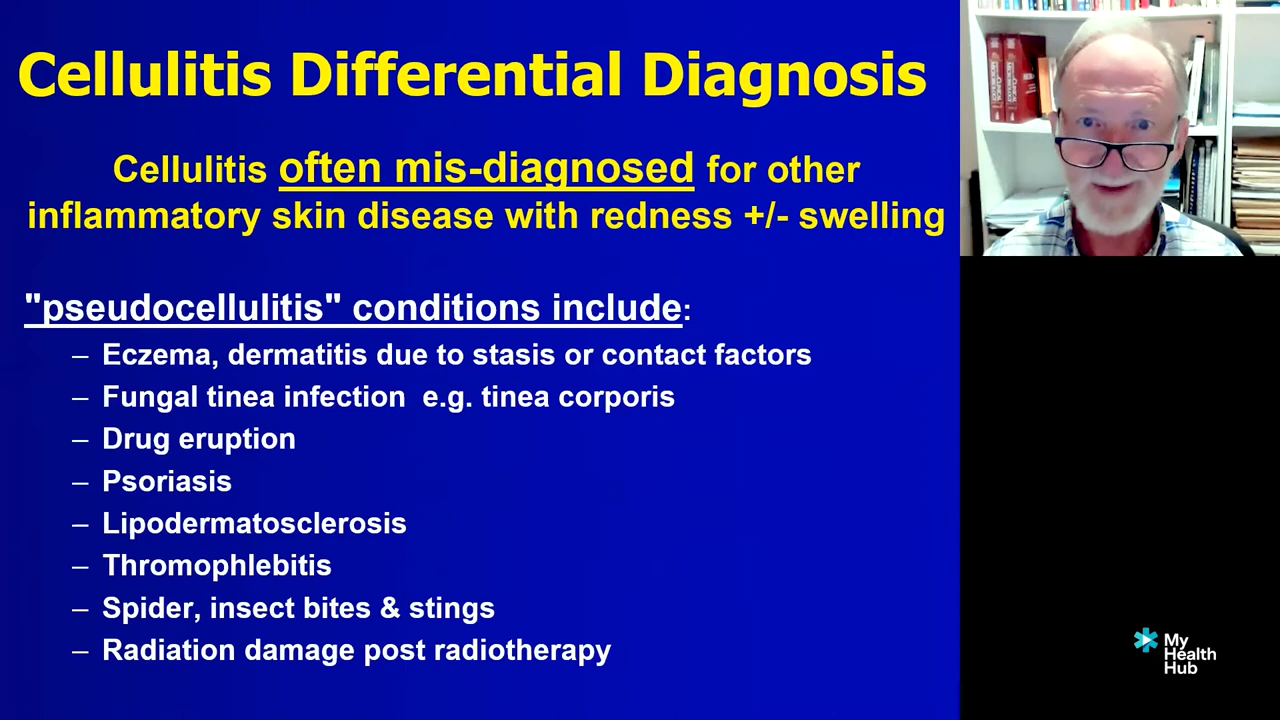 Cellulitis Differential Diagnosis
Cellulitis often mis-diagnosed for other
inflammatory skin disease with redness +/- swelling
"pseudocellulitis" conditions include:
– Eczema, dermatitis due to stasis or contact factors
– Fungal tinea infection e.g. tinea corporis
– Drug eruption
– Psoriasis
– Lipodermatosclerosis
– Thromophlebitis
– Spider, insect bites & stings
– Radiation damage post radiotherapy
My
Health
Hub